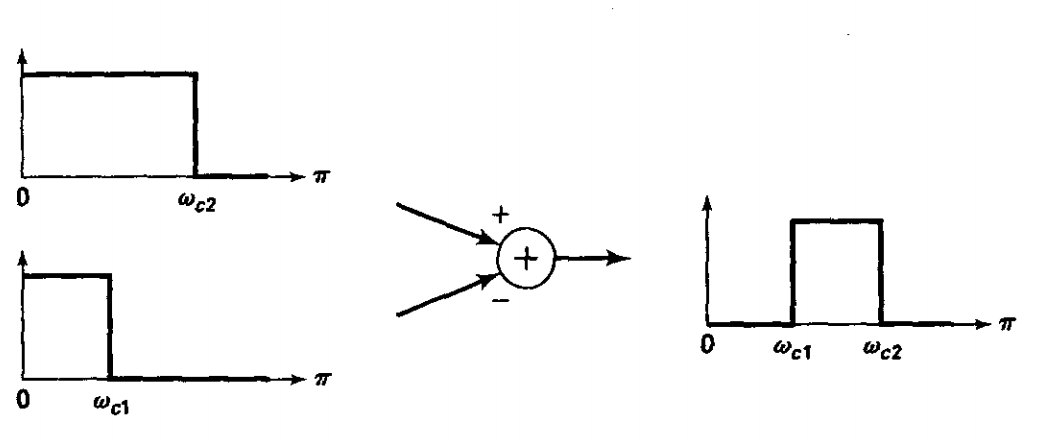 0 ω_c2 π
0 ω_c1 π
+
+
−
0 ω_c1 ω_c2 π